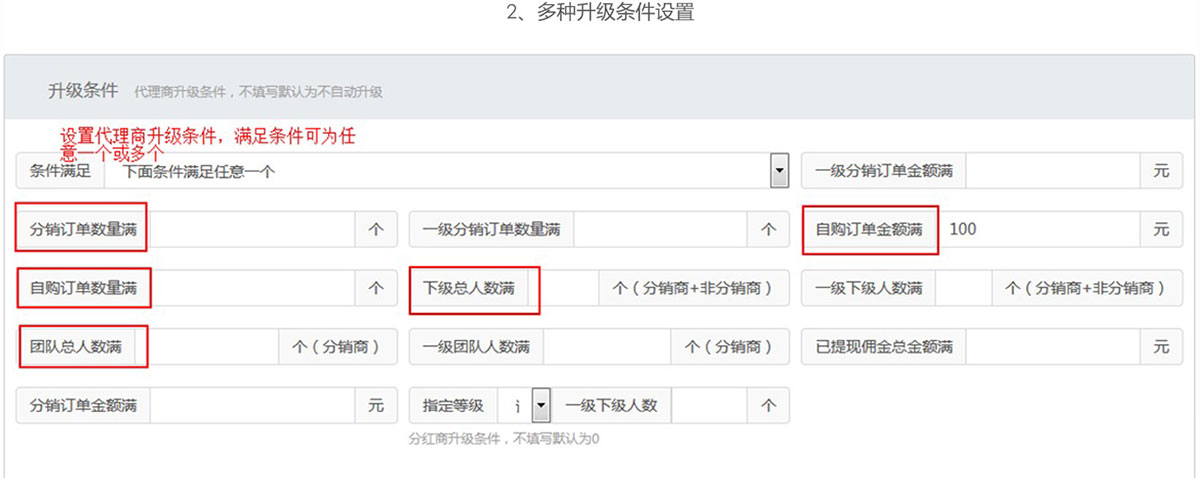 2、多种升级条件设置
升级条件 代理商升级条件，不填写默认为不自动升级
设置代理商升级条件，满足条件可为任
意一个或多个
条件满足 下面条件满足任意一个 一级分销订单金额满 元
分销订单数量满 个 一级分销订单数量满 个 自购订单金额满 100 元
自购订单数量满 个 下级总人数满 个（分销商+非分销商） 一级下级人数满 个（分销商+非分销商）
团队总人数满 个（分销商） 一级团队人数满 个（分销商） 已提现佣金总金额满 元
分销订单金额满 元 指定等级 一级下级人数 个
分红商升级条件，不填写默认为0